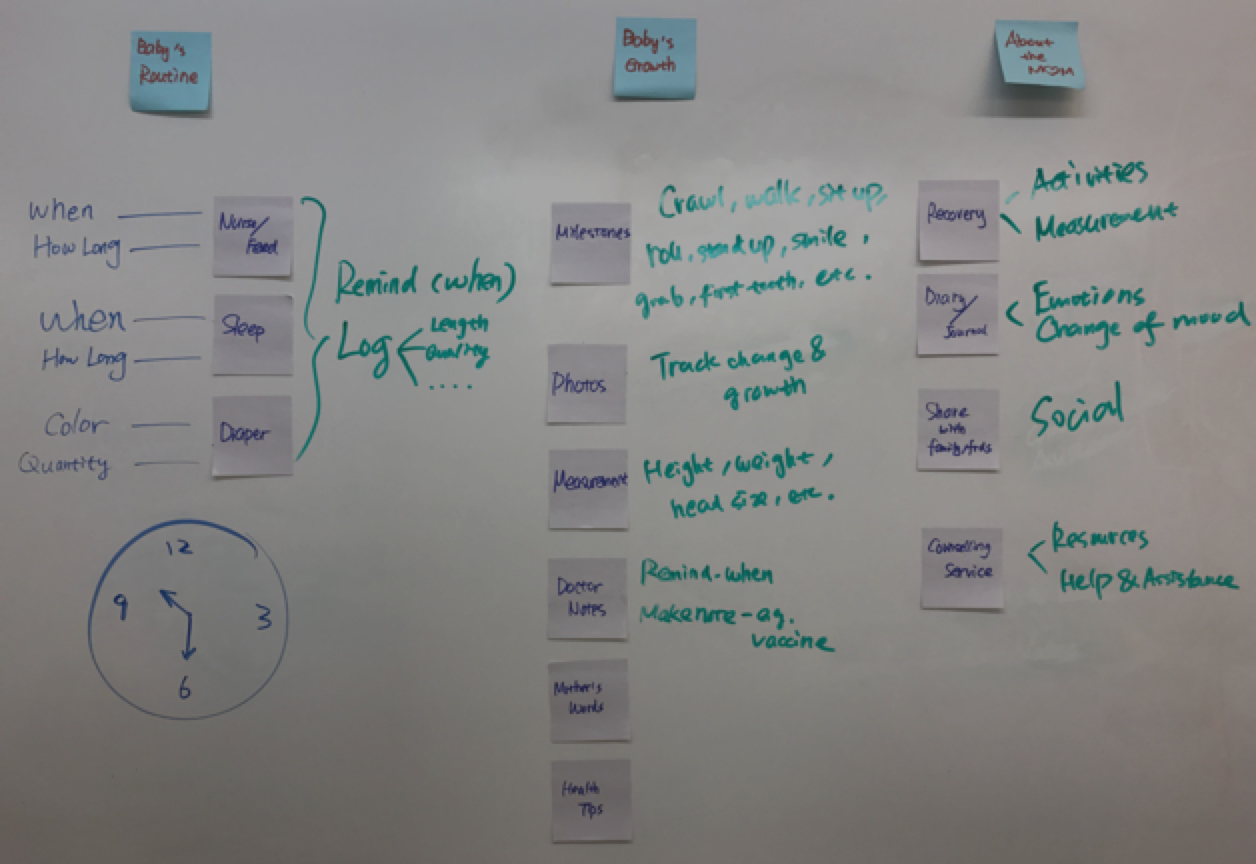 Baby's
Routine
Baby's
Growth
About
the
when
How Long
Nurse/
Feed
when
How Long
Sleep
Color
Quantity
Diaper
Remind (when)
Log
Length
Quality
....
12
9
3
6
Milestones
Crawl, walk, sit up,
roll, stand up, smile,
grab, first-tooth, etc.
Photos
Track change &
growth
Measurement
Height, weight,
head size, etc.
Doctor
Notes
Remind-when
Make note - eg.
vaccine
Mother's
Words
Health
Tips
Recovery
Activities
Measurement
Diary/
Journal
Emotions
Change of mood
Share
with
family/frds
Social
Counselling
Service
Resources
Help & Assistance